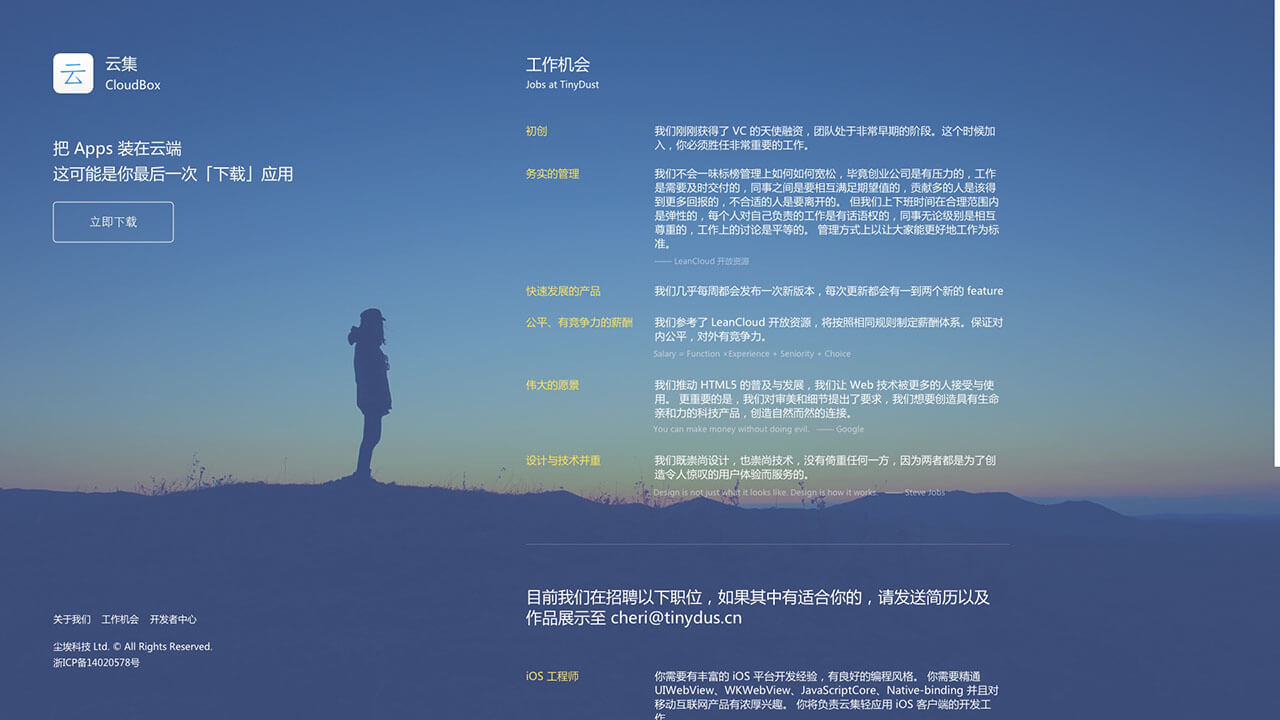 云
云集
CloudBox
把 Apps 装在云端
这可能是你最后一次「下载」应用
立即下载
关于我们 工作机会 开发者中心
尘埃科技 Ltd. © All Rights Reserved.
浙ICP备14020578号
工作机会
Jobs at TinyDust
初创
我们刚刚获得了 VC 的天使融资，团队处于非常早期的阶段。这个时候加
入，你必须胜任非常重要的工作。
务实的管理
我们不会一味标榜管理上如何如何宽松，毕竟创业公司是有压力的，工作
是需要及时交付的，同事之间是要相互满足期望值的，贡献多的人是该得
到更多回报的，不合适的人是要离开的。 但我们上下班时间在合理范围内
是弹性的，每个人对自己负责的工作是有话语权的，同事无论级别是相互
尊重的，工作上的讨论是平等的。 管理方式上以让大家能更好地工作为标
准。
—— LeanCloud 开放资源
快速发展的产品
我们几乎每周都会发布一次新版本，每次更新都会有一到两个新的 feature
公平、有竞争力的薪酬
我们参考了 LeanCloud 开放资源，将按照相同规则制定薪酬体系。保证对
内公平，对外有竞争力。
Salary = Function ×Experience + Seniority + Choice
伟大的愿景
我们推动 HTML5 的普及与发展，我们让 Web 技术被更多的人接受与使
用。 更重要的是，我们对审美和细节提出了要求，我们想要创造具有生命
亲和力的科技产品，创造自然而然的连接。
You can make money without doing evil. —— Google
设计与技术并重
我们既崇尚设计，也崇尚技术，没有倚重任何一方，因为两者都是为了创
造令人惊叹的用户体验而服务的。
Design is not just what it looks like. Design is how it works. —— Steve Jobs
目前我们在招聘以下职位，如果其中有适合你的，请发送简历以及
作品展示至 cheri@tinydus.cn
iOS 工程师
你需要有丰富的 iOS 平台开发经验，有良好的编程风格。 你需要精通
UIWebView、WKWebView、JavaScriptCore、Native-binding 并且对
移动互联网产品有浓厚兴趣。 你将负责云集轻应用 iOS 客户端的开发工
作